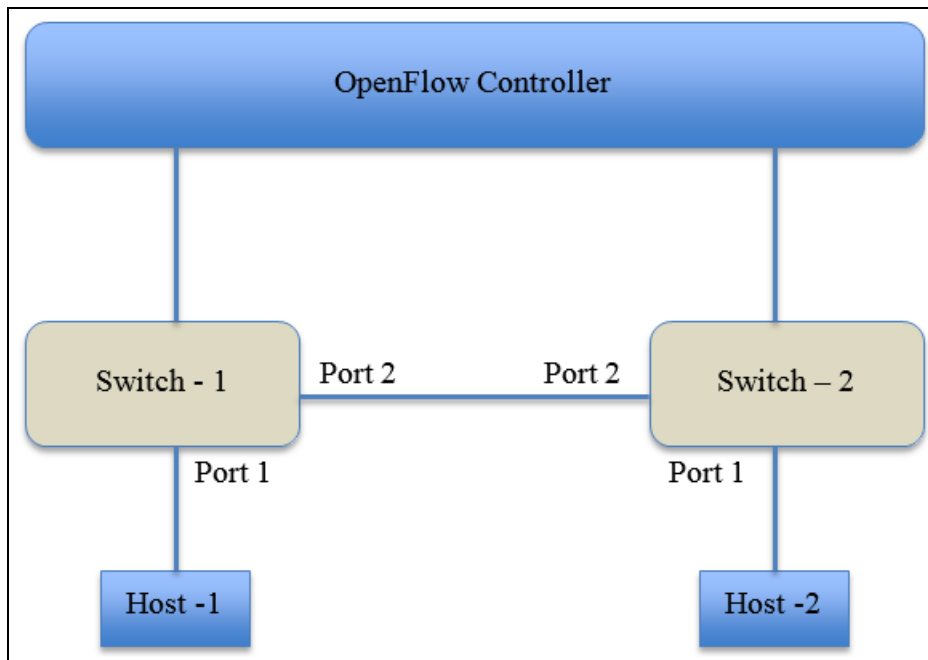 OpenFlow Controller
Switch - 1
Port 2
Port 2
Switch – 2
Port 1
Port 1
Host -1
Host -2